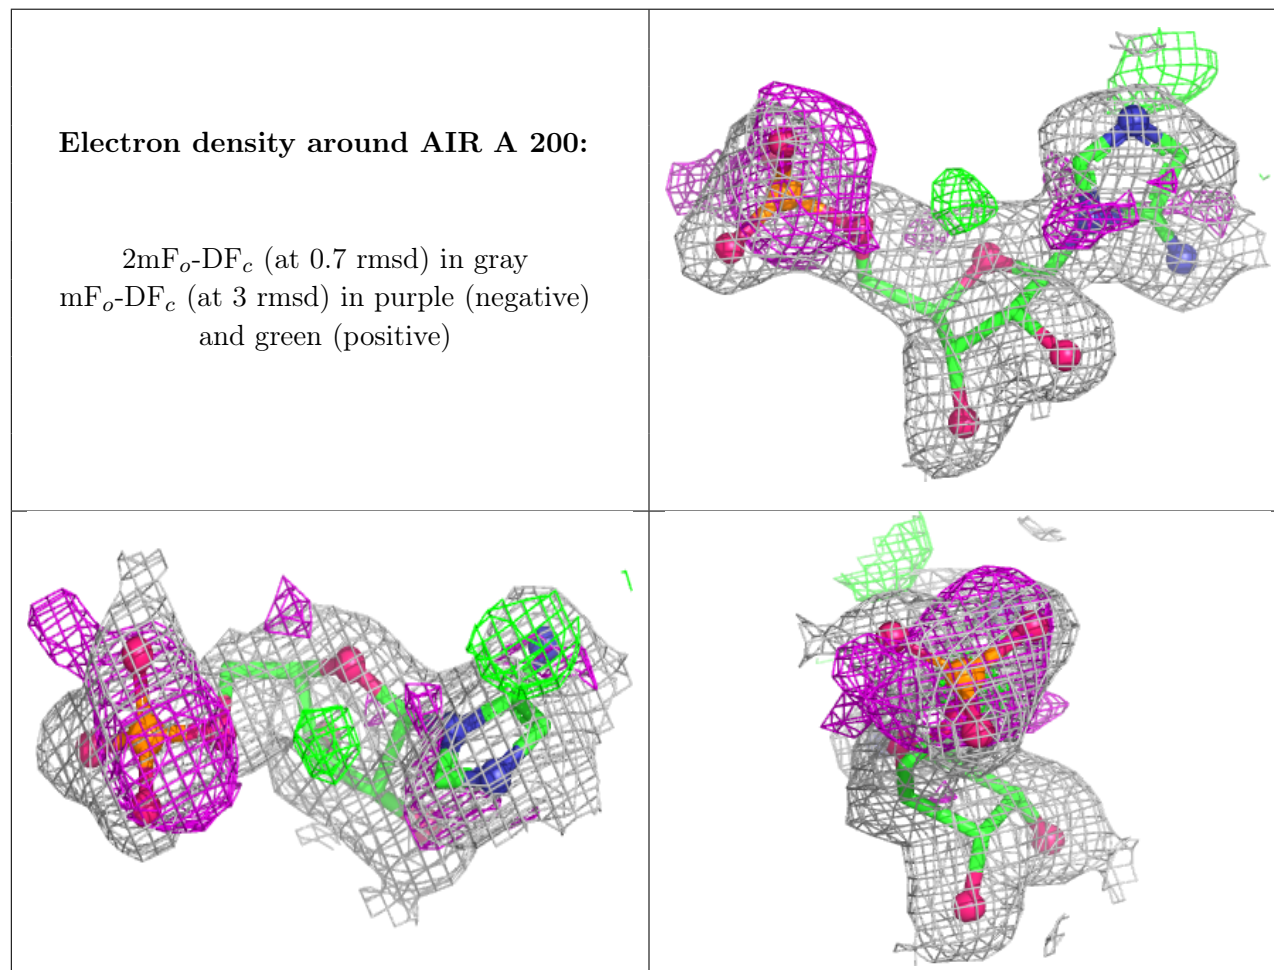 Electron density around AIR A 200:
2mFo-DFc (at 0.7 rmsd) in gray
mFo-DFc (at 3 rmsd) in purple (negative)
and green (positive)